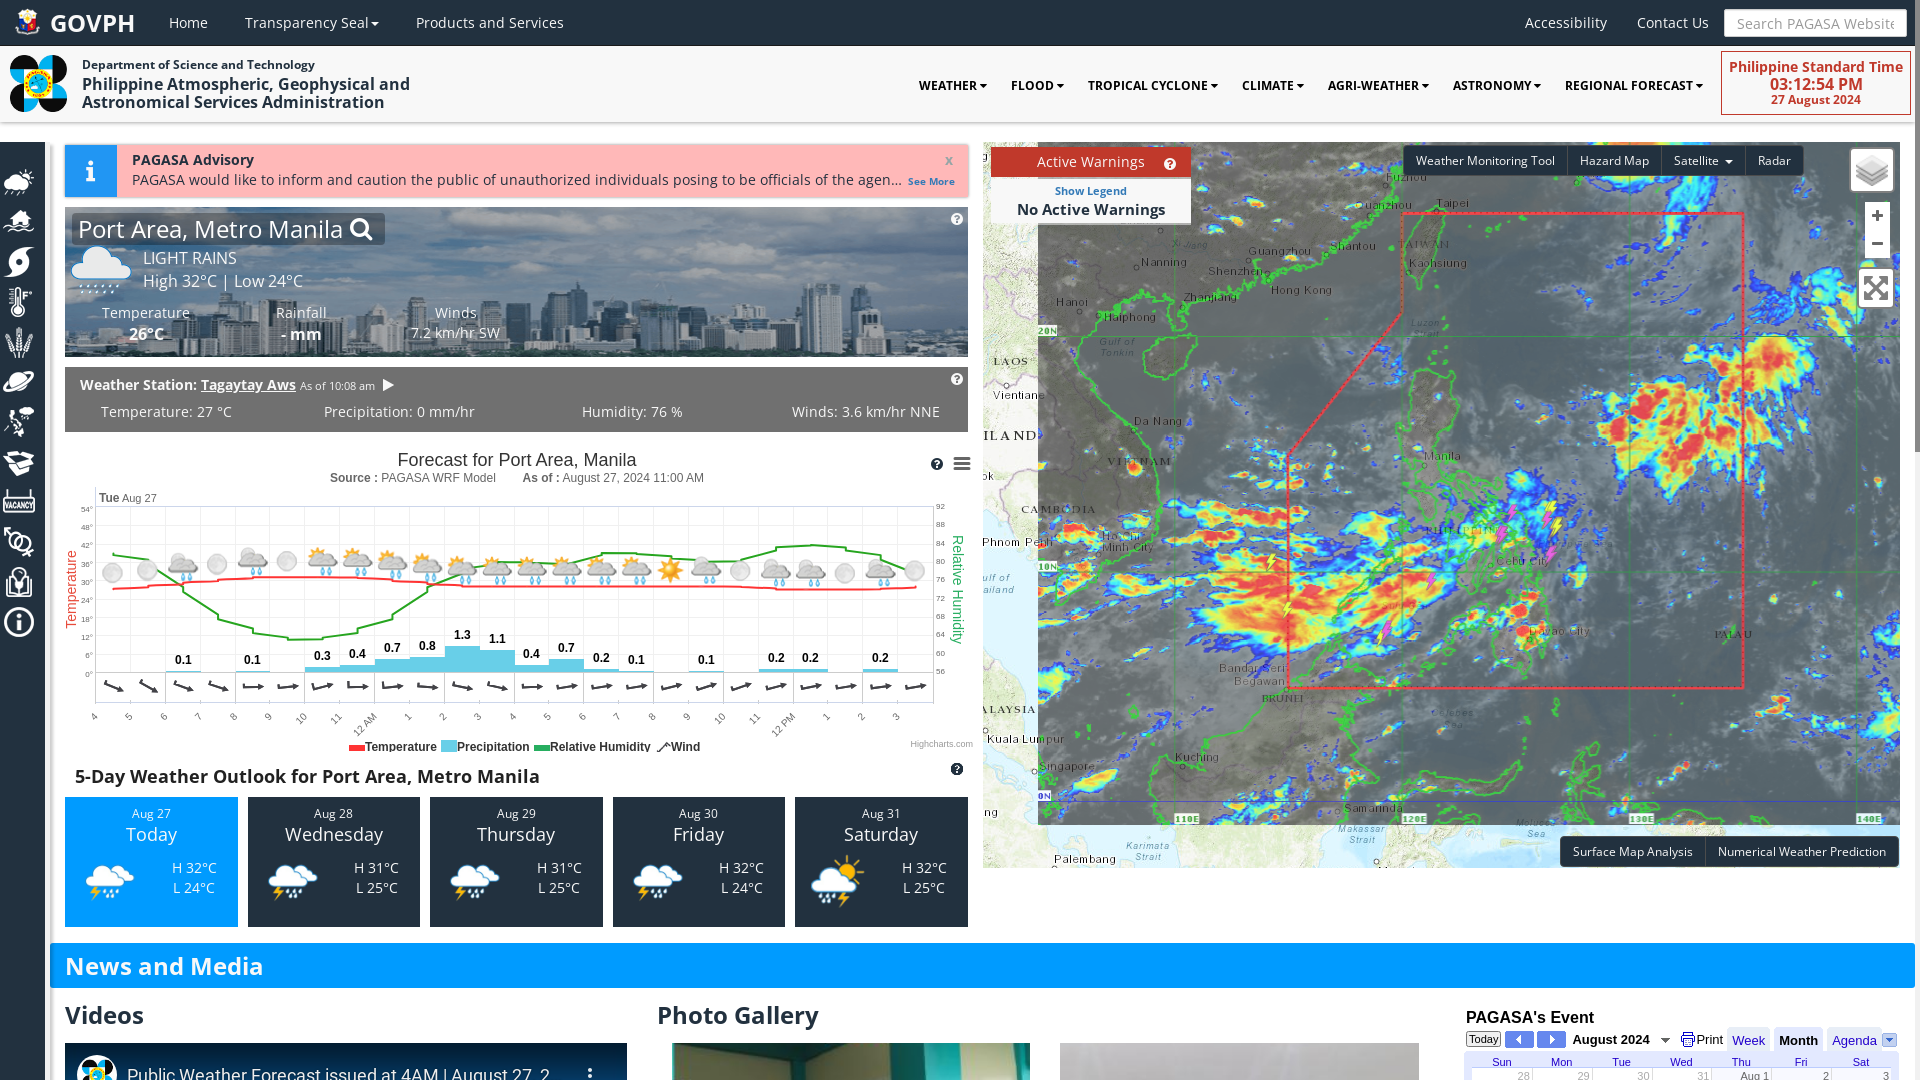 GOVPH
Home
Transparency Seal
Products and Services
Accessibility
Contact Us
Search PAGASA Website
Department of Science and Technology
Philippine Atmospheric, Geophysical and
Astronomical Services Administration
WEATHER
FLOOD
TROPICAL CYCLONE
CLIMATE
AGRI-WEATHER
ASTRONOMY
REGIONAL FORECAST
Philippine Standard Time
03:12:54 PM
27 August 2024
PAGASA Advisory
x
PAGASA would like to inform and caution the public of unauthorized individuals posing to be officials of the agen... See More
Port Area, Metro Manila
LIGHT RAINS
High 32°C | Low 24°C
Temperature
26°C
Rainfall
- mm
Winds
7.2 km/hr SW
Weather Station: Tagaytay Aws As of 10:08 am
Temperature: 27 °C
Precipitation: 0 mm/hr
Humidity: 76 %
Winds: 3.6 km/hr NNE
Forecast for Port Area, Manila
Source : PAGASA WRF Model As of : August 27, 2024 11:00 AM
Tue Aug 27
54°
48°
42°
36°
30°
24°
18°
12°
6°
0°
Temperature
92
88
84
80
76
72
68
64
60
56
Relative Humidity
0.1 0.1 0.3 0.4 0.7 0.8 1.3 1.1 0.4 0.7 0.2 0.1 0.1 0.2 0.2 0.2
4 5 6 7 8 9 10 11 12 AM 1 2 3 4 5 6 7 8 9 10 11 12 PM 1 2 3
Temperature Precipitation Relative Humidity Wind
Highcharts.com
5-Day Weather Outlook for Port Area, Metro Manila
Aug 27
Today
H 32°C
L 24°C
Aug 28
Wednesday
H 31°C
L 25°C
Aug 29
Thursday
H 31°C
L 25°C
Aug 30
Friday
H 32°C
L 24°C
Aug 31
Saturday
H 32°C
L 25°C
Active Warnings
Show Legend
No Active Warnings
Weather Monitoring Tool
Hazard Map
Satellite
Radar
+
−
Fuzhou
Taipei
Quanzhou
Xi Jiang
Guangzhou
Shantou
TAIWAN
Nanning
Shenzhen
Kaohsiung
Hong Kong
Hanoi
Zhanjiang
Haiphong
Luzon
Strait
20N
Gulf of
Tonkin
LAOS
Vientiane
Da Nang
ILAND
VIETNAM
Manila
CAMBODIA
PHILIPPINES
Phnom Penh
Ho Chi
Minh City
Cebu City
10N
ulf of
ailand
Davao City
PALAU
Bandar Seri
Begawan
BRUNEI
ALAYSIA
Kuala Lumpur
Kuching
Singapore
0N
Samarinda
110E
120E
130E
140E
Makassar
Strait
Karimata
Strait
Palembang
Surface Map Analysis
Numerical Weather Prediction
News and Media
Videos
Photo Gallery
PAGASA's Event
Public Weather Forecast issued at 4AM | August 27, 2
Today
August 2024
Print
Week
Month
Agenda
Sun Mon Tue Wed Thu Fri Sat
28 29 30 31 Aug 1 2 3